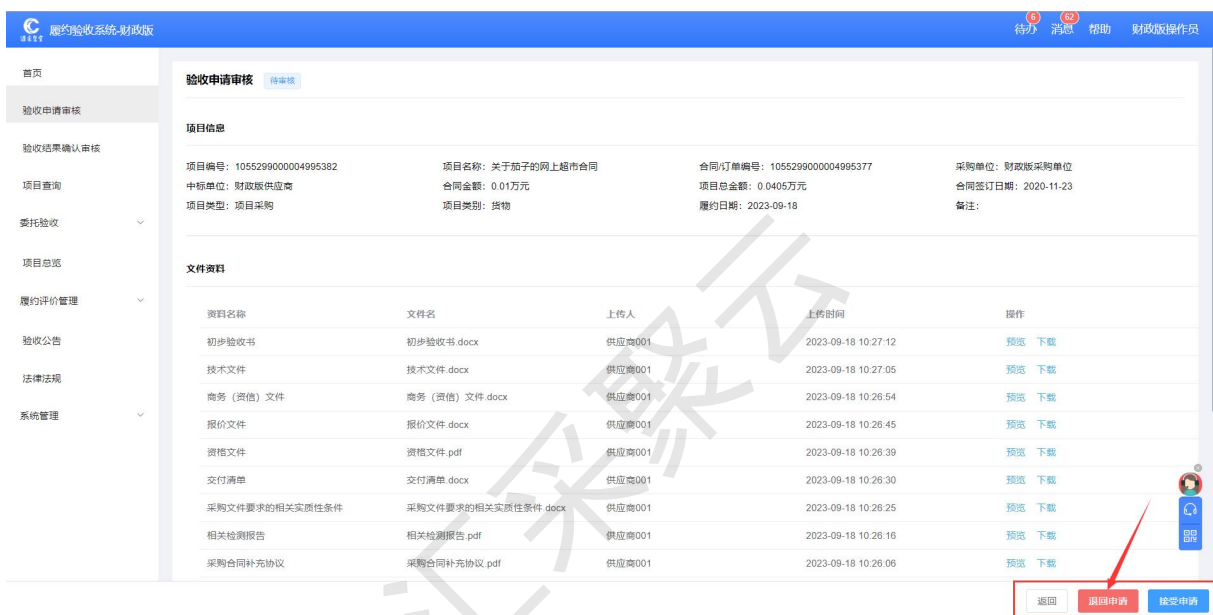 履约验收系统-财政版 待办 6 消息 62 帮助 财政版操作员
首页
验收申请审核
验收结果确认审核
项目查询
委托验收
项目总览
履约评价管理
验收公告
法律法规
系统管理
验收申请审核 待审核
项目信息
项目编号：1055299000004995382 项目名称：关于茄子的网上超市合同 合同/订单编号：1055299000004995377 采购单位：财政版采购单位
中标单位：财政版供应商 合同金额：0.01万元 项目总金额：0.0405万元 合同签订日期：2020-11-23
项目类型：项目采购 项目类别：货物 履约日期：2023-09-18 备注：
文件资料
资料名称 文件名 上传人 上传时间 操作
初步验收书 初步验收书.docx 供应商001 2023-09-18 10:27:12 预览 下载
技术文件 技术文件.docx 供应商001 2023-09-18 10:27:05 预览 下载
商务（资信）文件 商务（资信）文件.docx 供应商001 2023-09-18 10:26:54 预览 下载
报价文件 报价文件.docx 供应商001 2023-09-18 10:26:45 预览 下载
资格文件 资格文件.pdf 供应商001 2023-09-18 10:26:39 预览 下载
交付清单 交付清单.docx 供应商001 2023-09-18 10:26:30 预览 下载
采购文件要求的相关实质性条件 采购文件要求的相关实质性条件.docx 供应商001 2023-09-18 10:26:25 预览 下载
相关检测报告 相关检测报告.pdf 供应商001 2023-09-18 10:26:16 预览 下载
采购合同补充协议 采购合同补充协议.pdf 供应商001 2023-09-18 10:26:06 预览 下载
返回 退回申请 接受申请
汇采聚云